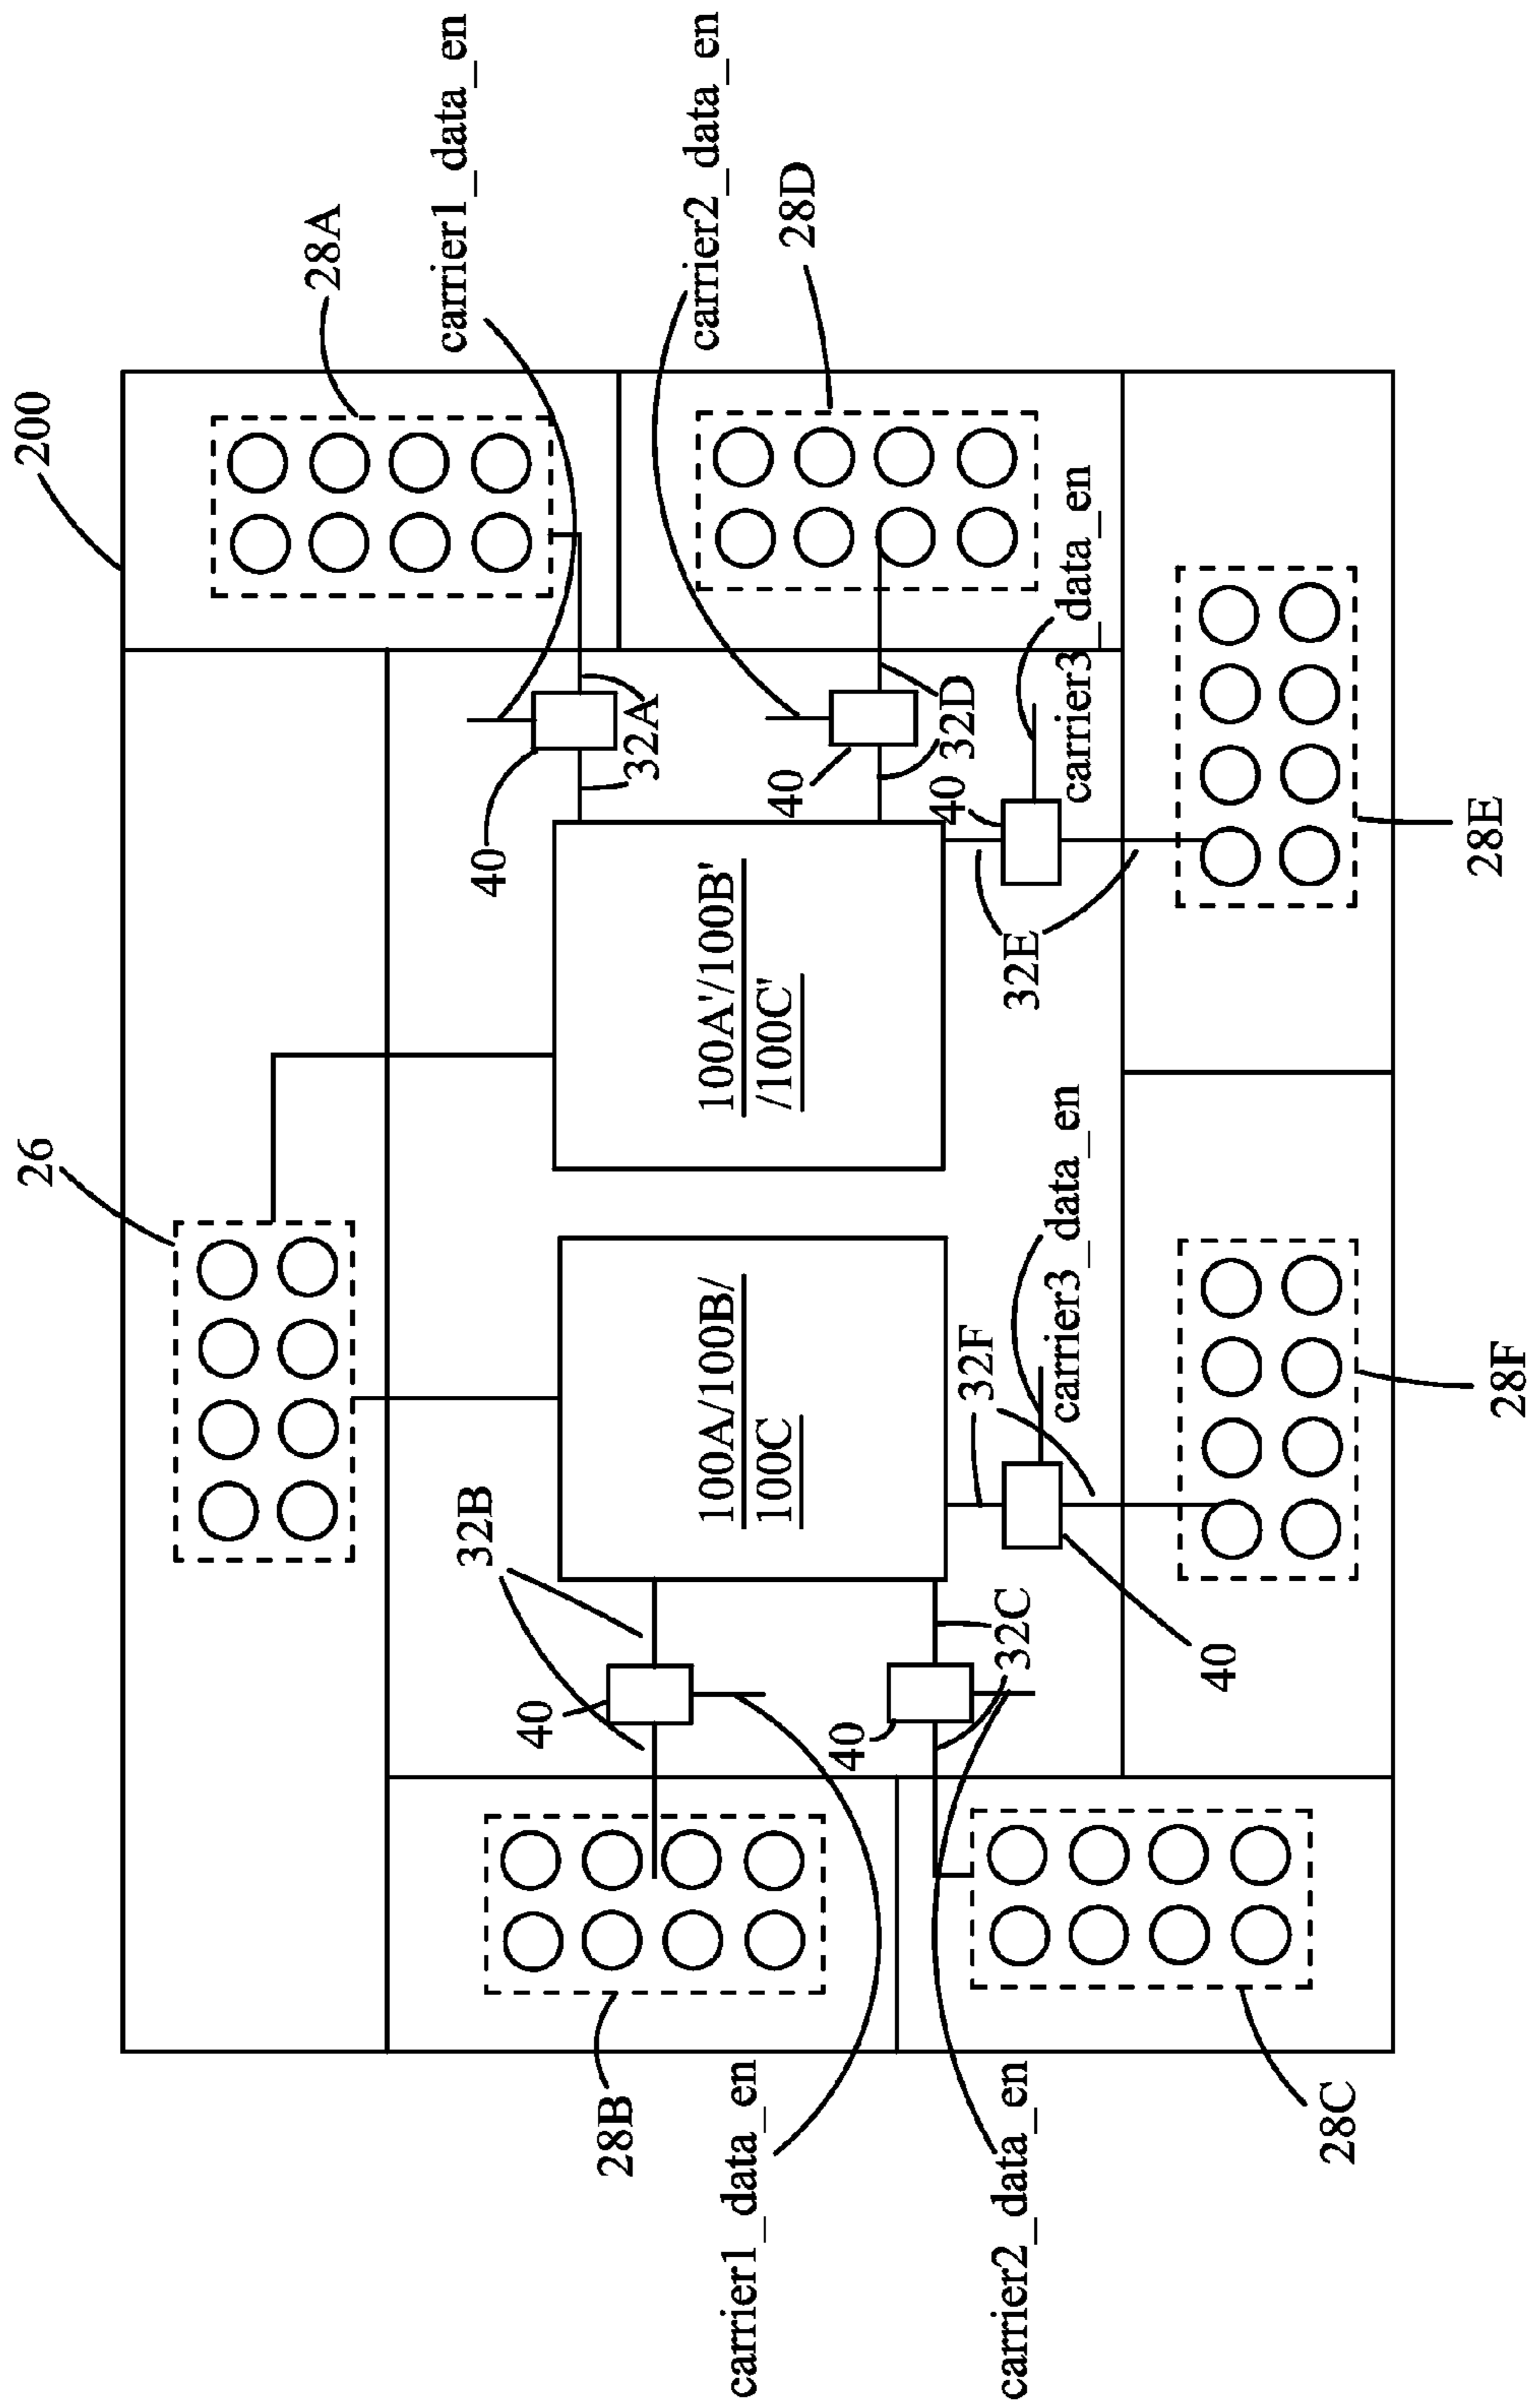 26
200
28A
carrier1_data_en
32B
40
40
28B
32A
carrier2_data_en
100A/100B/
100C
100A'/100B'
/100C'
carrier1_data_en
40
28D
40
40
32D
32F
carrier2_data_en
32C
32E
carrier3_data_en
carrier3_data_en
40
28C
28F
28E